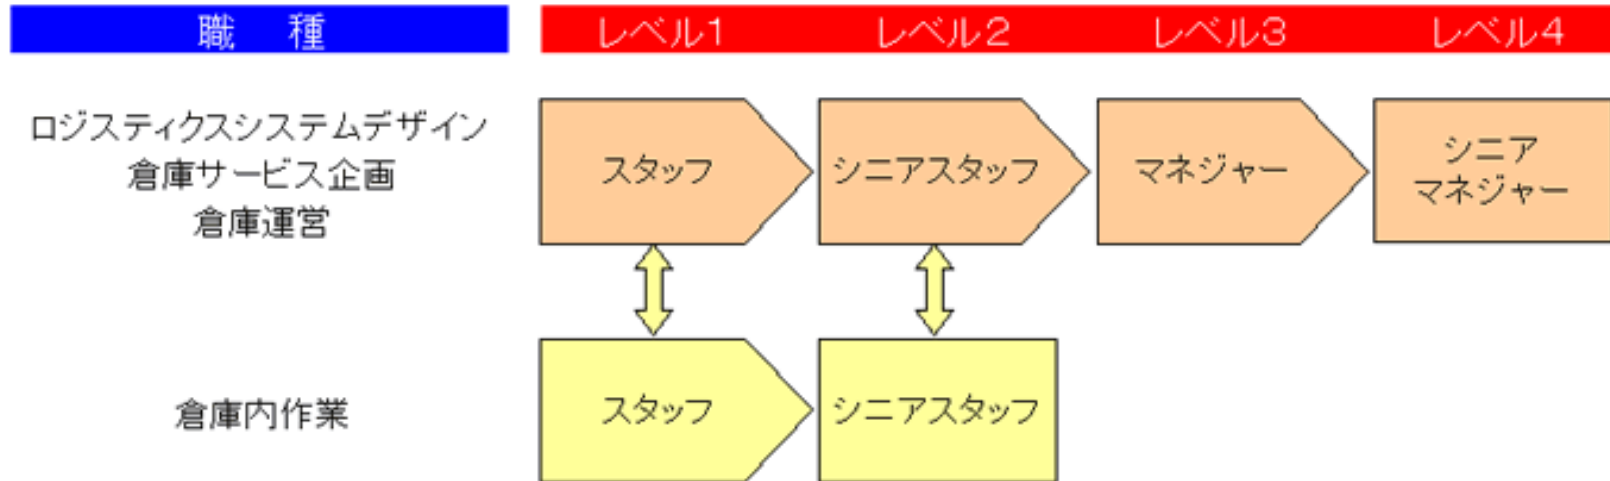 職　種
レベル1
レベル2
レベル3
レベル4
ロジスティクスシステムデザイン
倉庫サービス企画
倉庫運営
スタッフ
シニアスタッフ
マネジャー
シニア
マネジャー
倉庫内作業
スタッフ
シニアスタッフ